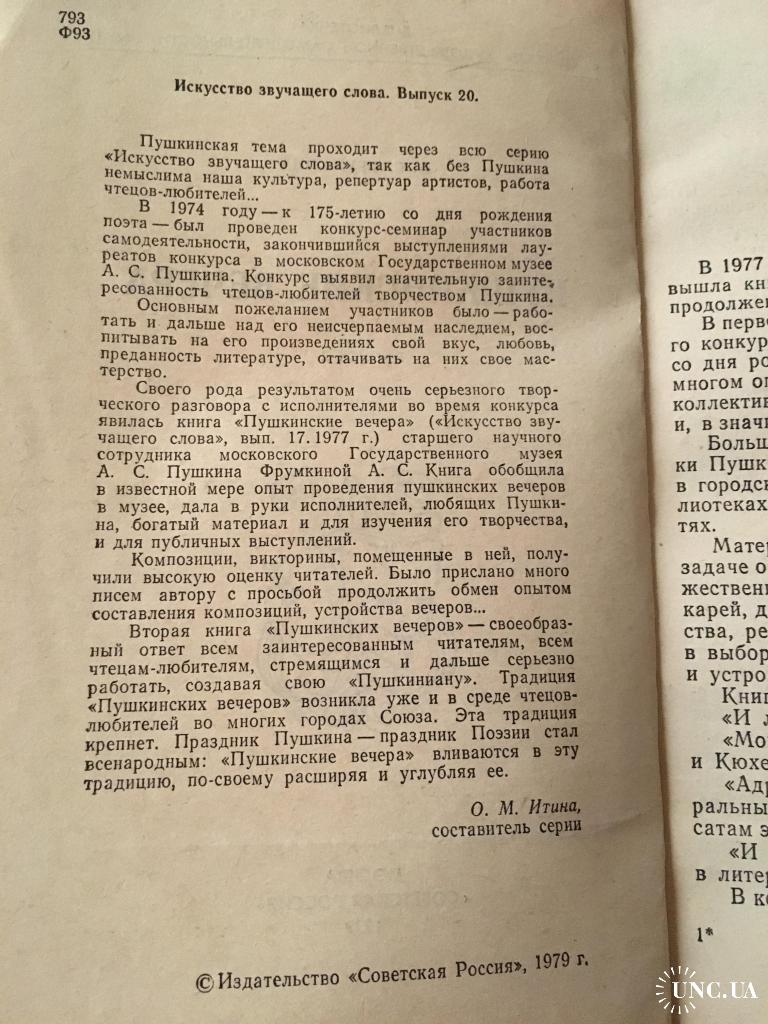 793
Ф93
Искусство звучащего слова. Выпуск 20.
Пушкинская тема проходит через всю серию
«Искусство звучащего слова», так как без Пушкина
немыслима наша культура, репертуар артистов, работа
чтецов-любителей...
В 1974 году — к 175-летию со дня рождения
поэта — был проведен конкурс-семинар участников
самодеятельности, закончившийся выступлениями лау-
реатов конкурса в московском Государственном музее
А. С. Пушкина. Конкурс выявил значительную заинте-
ресованность чтецов-любителей творчеством Пушкина.
Основным пожеланием участников было — рабо-
тать и дальше над его неисчерпаемым наследием, вос-
питывать на его произведениях свой вкус, любовь,
преданность литературе, оттачивать на них свое мас-
терство.
Своего рода результатом очень серьезного твор-
ческого разговора с исполнителями во время конкурса
явилась книга «Пушкинские вечера» («Искусство зву-
чащего слова», вып. 17. 1977 г.) старшего научного
сотрудника московского Государственного музея
А. С. Пушкина Фрумкиной А. С. Книга обобщила
в известной мере опыт проведения пушкинских вечеров
в музее, дала в руки исполнителей, любящих Пушки-
на, богатый материал и для изучения его творчества,
и для публичных выступлений.
Композиции, викторины, помещенные в ней, полу-
чили высокую оценку читателей. Было прислано много
писем автору с просьбой продолжить обмен опытом
составления композиций, устройства вечеров...
Вторая книга «Пушкинских вечеров» — своеобраз-
ный ответ всем заинтересованным читателям, всем
чтецам-любителям, стремящимся и дальше серьезно
работать, создавая свою «Пушкиниану». Традиция
«Пушкинских вечеров» возникла уже и в среде чтецов-
любителей во многих городах Союза. Эта традиция
крепнет. Праздник Пушкина — праздник Поэзии стал
всенародным: «Пушкинские вечера» вливаются в эту
традицию, по-своему расширяя и углубляя ее.
О. М. Итина,
составитель серии
© Издательство «Советская Россия», 1979 г.
В 1977
вышла кн
продолжен
В перво
го конкур
со дня ро
многом оп
коллектив
и, в значи
Больш
ки Пушк
в городск
лиотеках
тях.
Матер
задаче о
жественн
карей, д
ства, ре
в выбор
и устро
Книг
«И л
«Мо
и Кюхе
«Адр
ральны
сатам э
«И
в литер
В ко
1*
UNC.UA